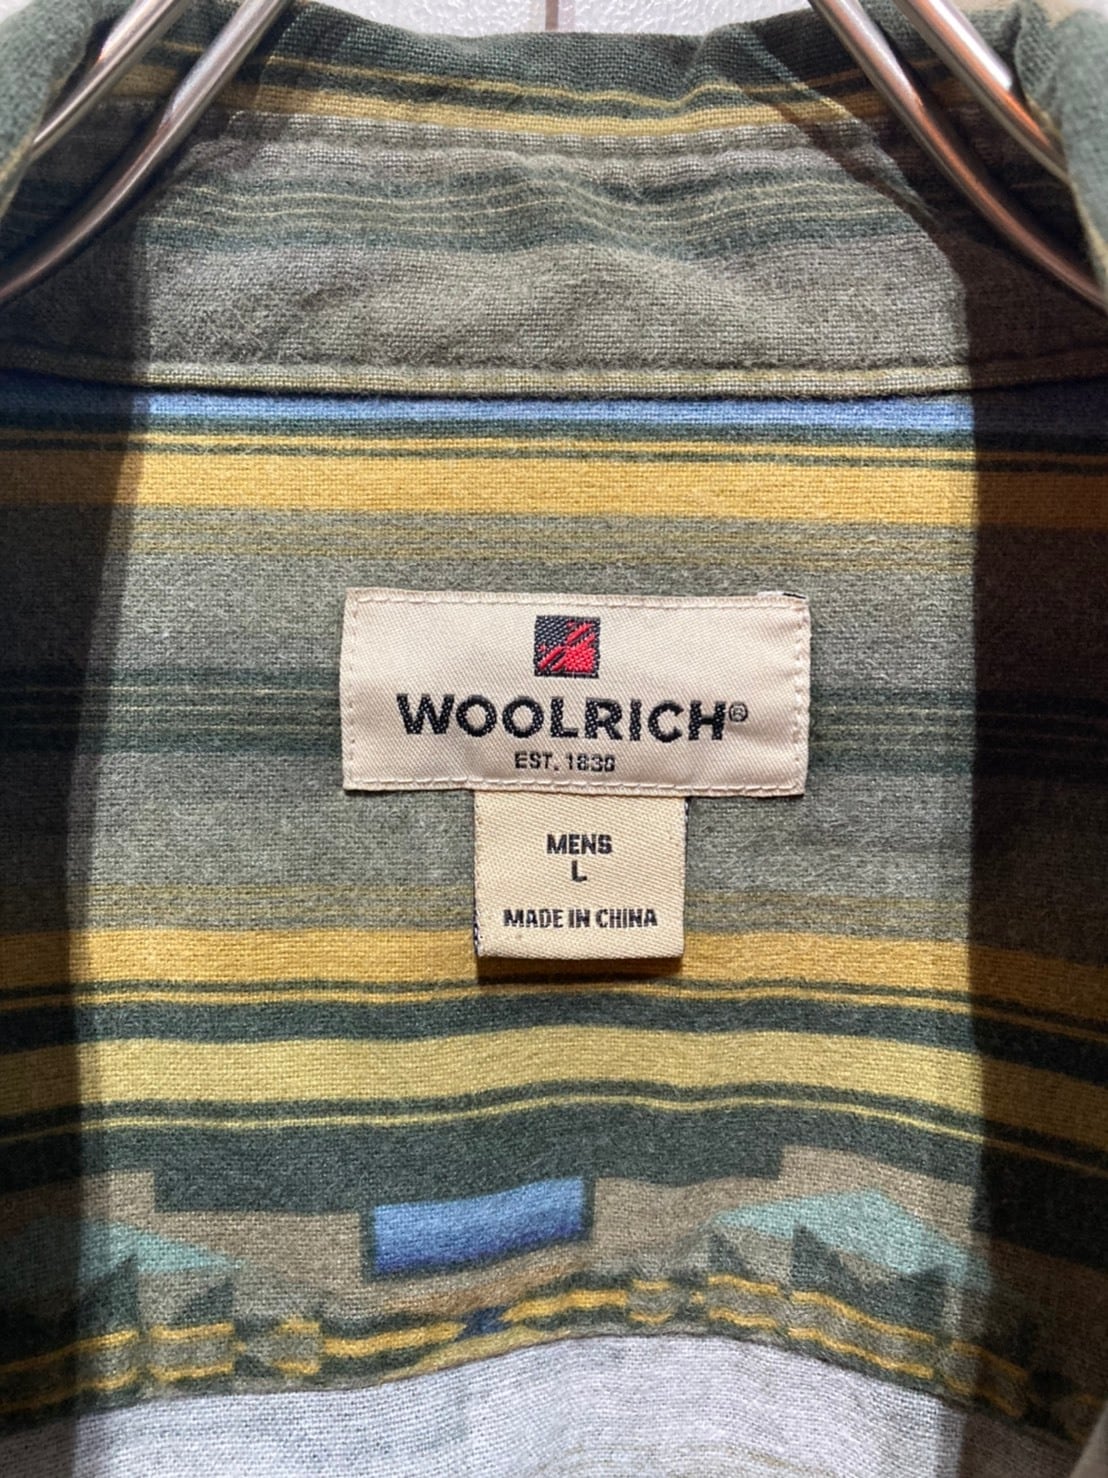 WOOLRICH®
EST. 1830
MENS
L
MADE IN CHINA